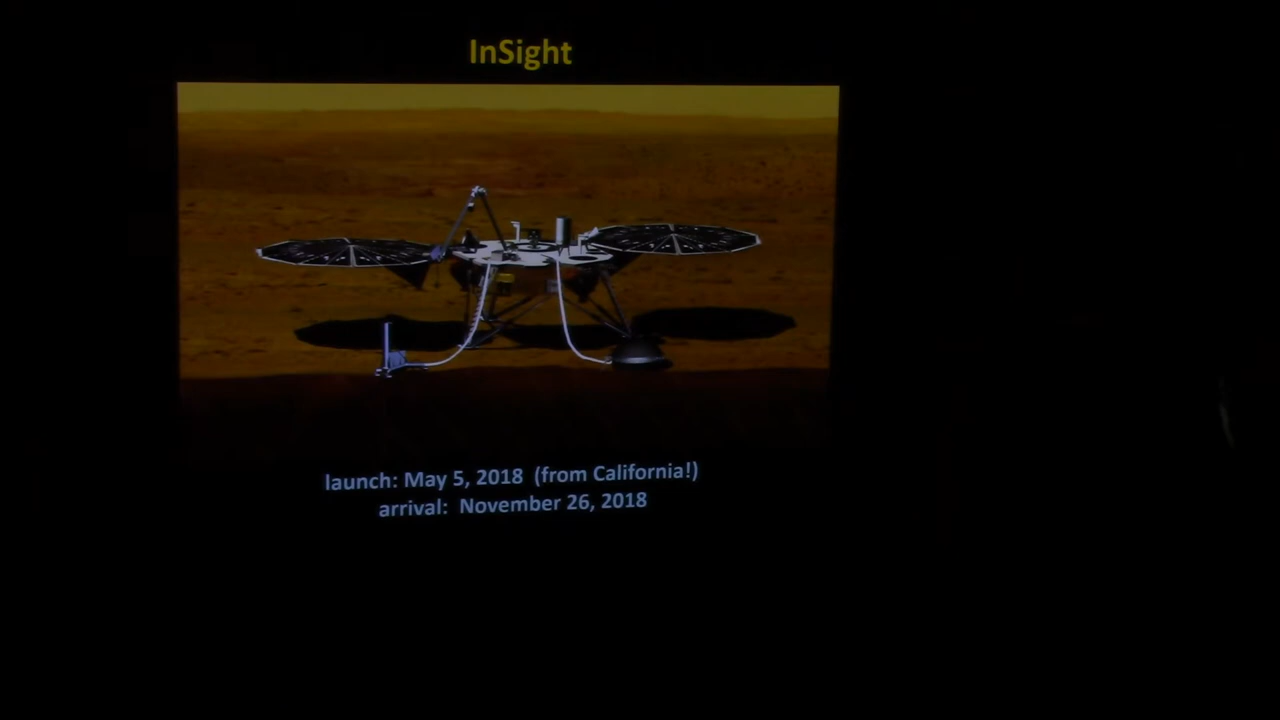 InSight
launch: May 5, 2018 (from California!)
arrival: November 26, 2018